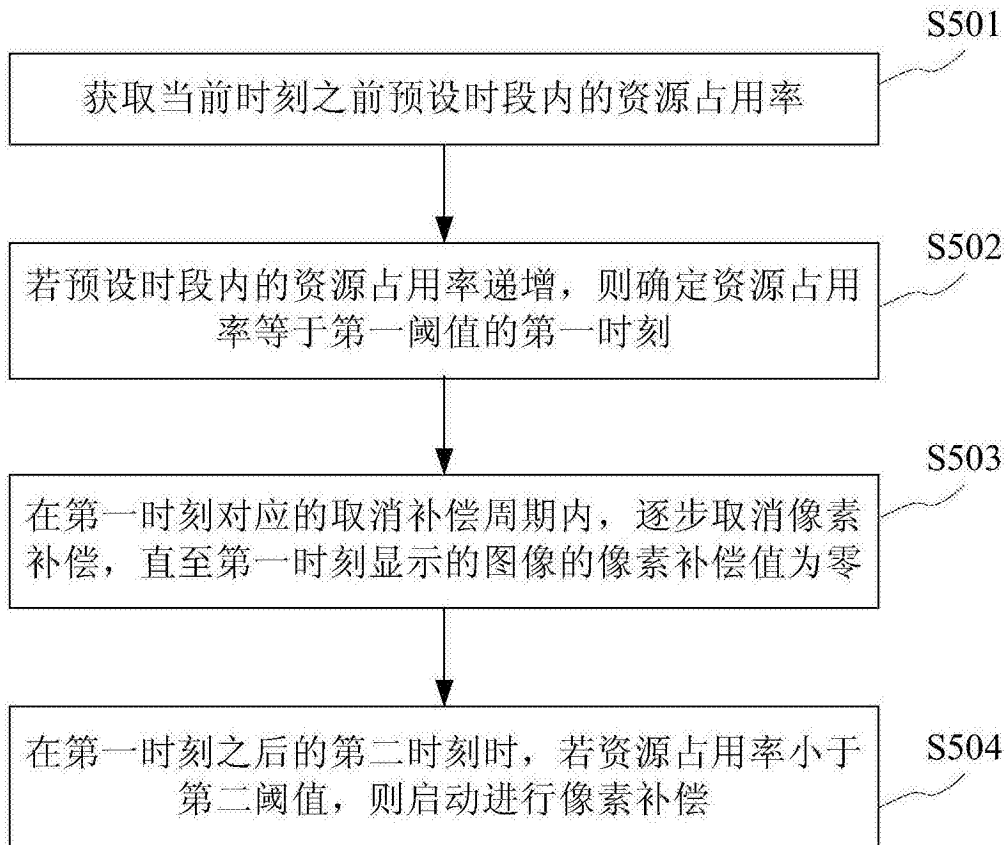 S501
获取当前时刻之前预设时段内的资源占用率
S502
若预设时段内的资源占用率递增，则确定资源占用
率等于第一阈值的第一时刻
S503
在第一时刻对应的取消补偿周期内，逐步取消像素
补偿，直至第一时刻显示的图像的像素补偿值为零
S504
在第一时刻之后的第二时刻时，若资源占用率小于
第二阈值，则启动进行像素补偿